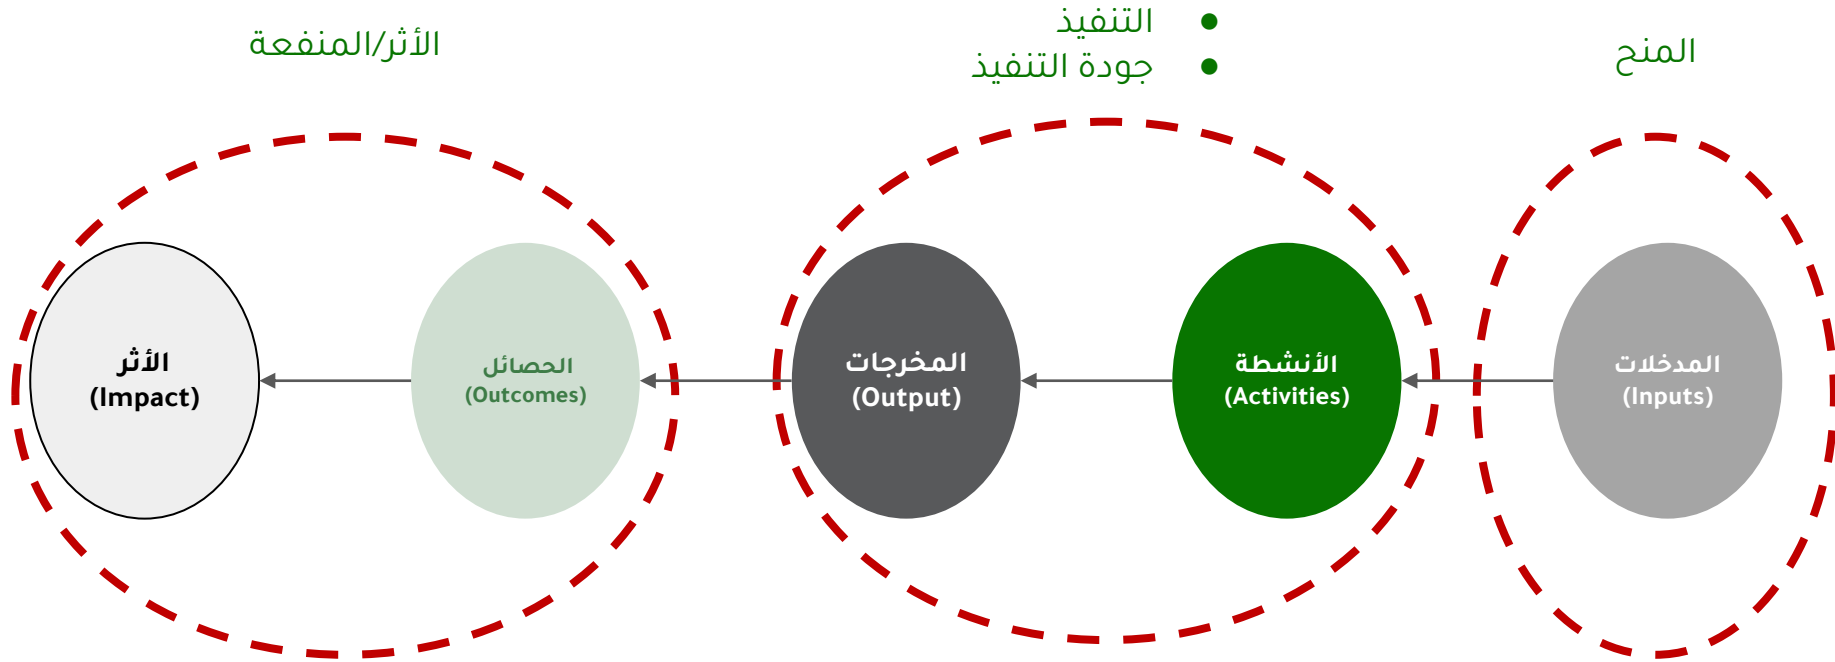 المنح
● التنفيذ
● جودة التنفيذ
الأثر/المنفعة
المدخلات
(Inputs)
الأنشطة
(Activities)
المخرجات
(Output)
الحصائل
(Outcomes)
الأثر
(Impact)